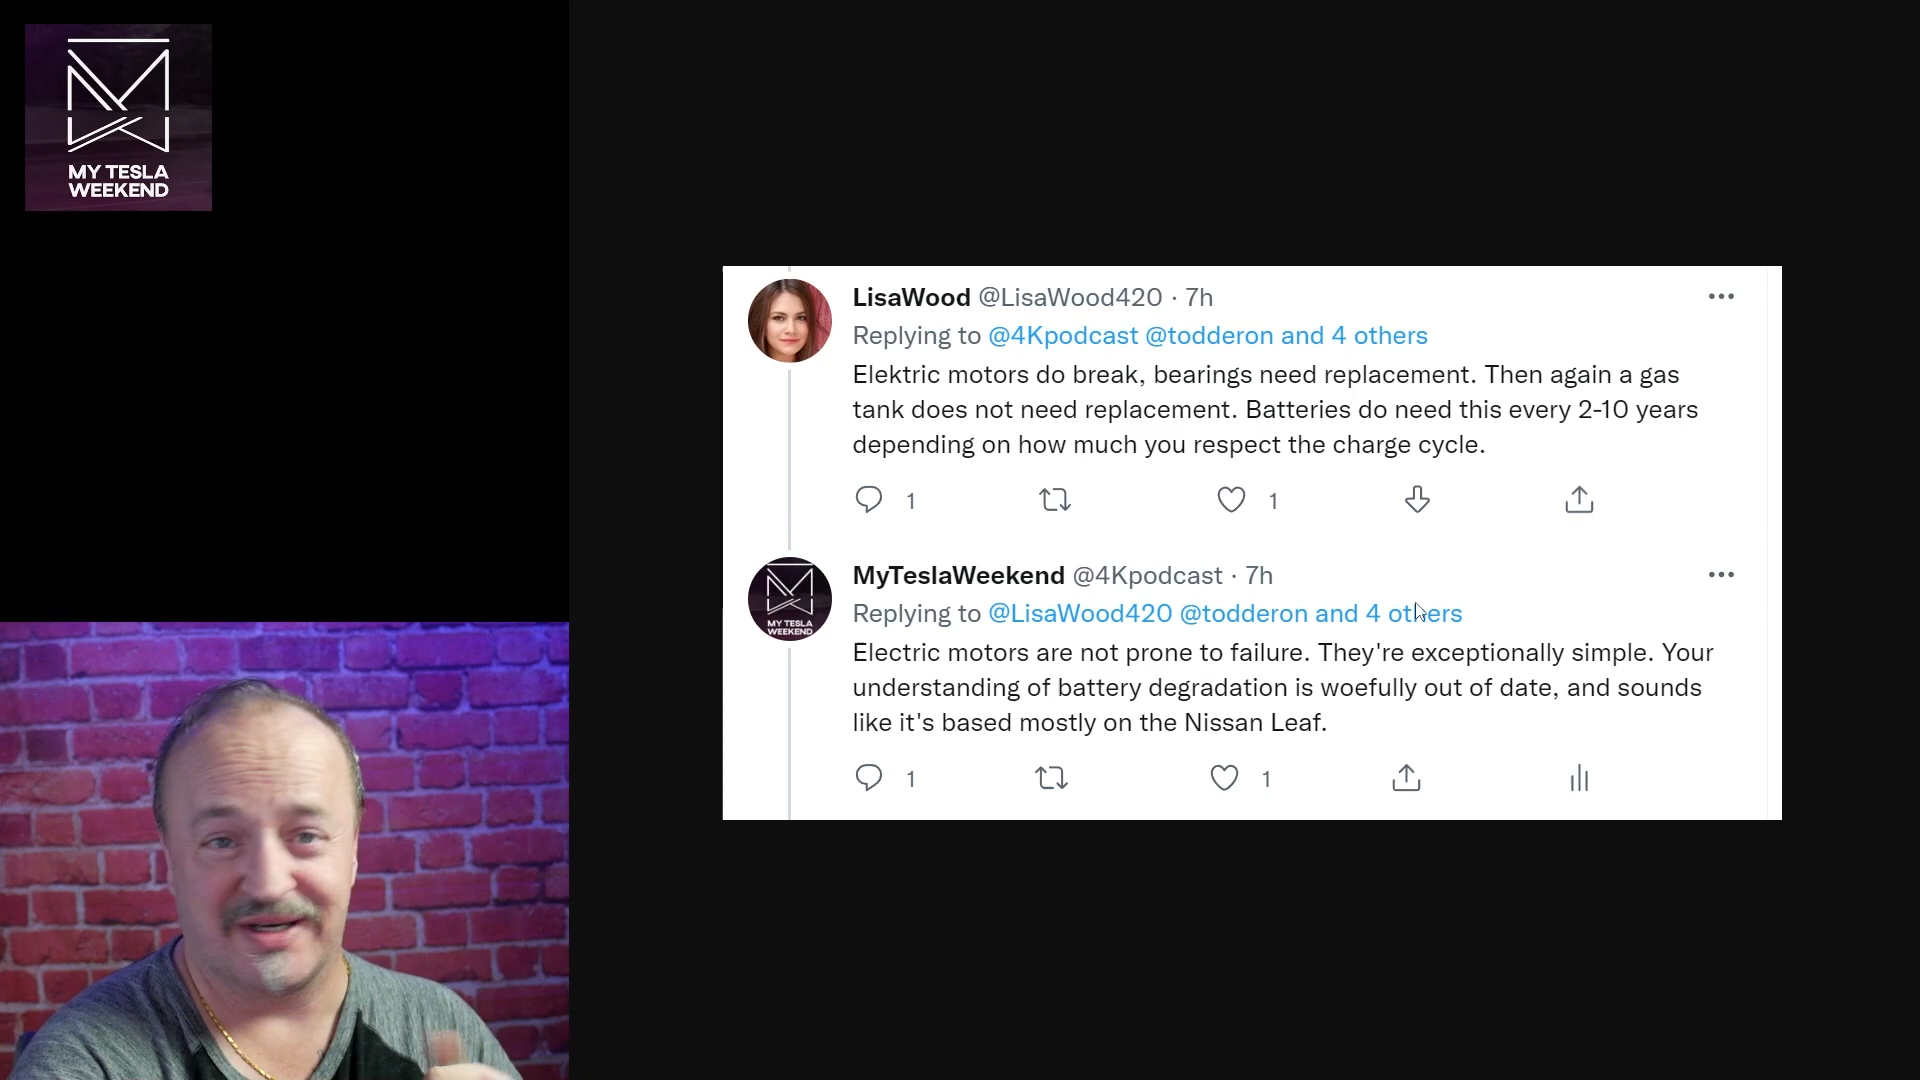 MY TESLA
WEEKEND
LisaWood @LisaWood420 · 7h
Replying to @4Kpodcast @todderon and 4 others
Elektric motors do break, bearings need replacement. Then again a gas
tank does not need replacement. Batteries do need this every 2-10 years
depending on how much you respect the charge cycle.
1
1
MY TESLA
WEEKEND
MyTeslaWeekend @4Kpodcast · 7h
Replying to @LisaWood420 @todderon and 4 others
Electric motors are not prone to failure. They're exceptionally simple. Your
understanding of battery degradation is woefully out of date, and sounds
like it's based mostly on the Nissan Leaf.
1
1